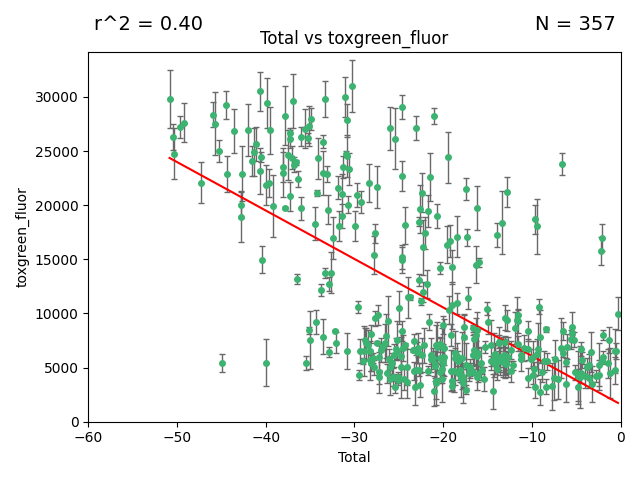 r^2 = 0.40
N = 357
Total vs toxgreen_fluor
30000
25000
20000
15000
10000
5000
0
toxgreen_fluor
−60
−50
−40
−30
−20
−10
0
Total